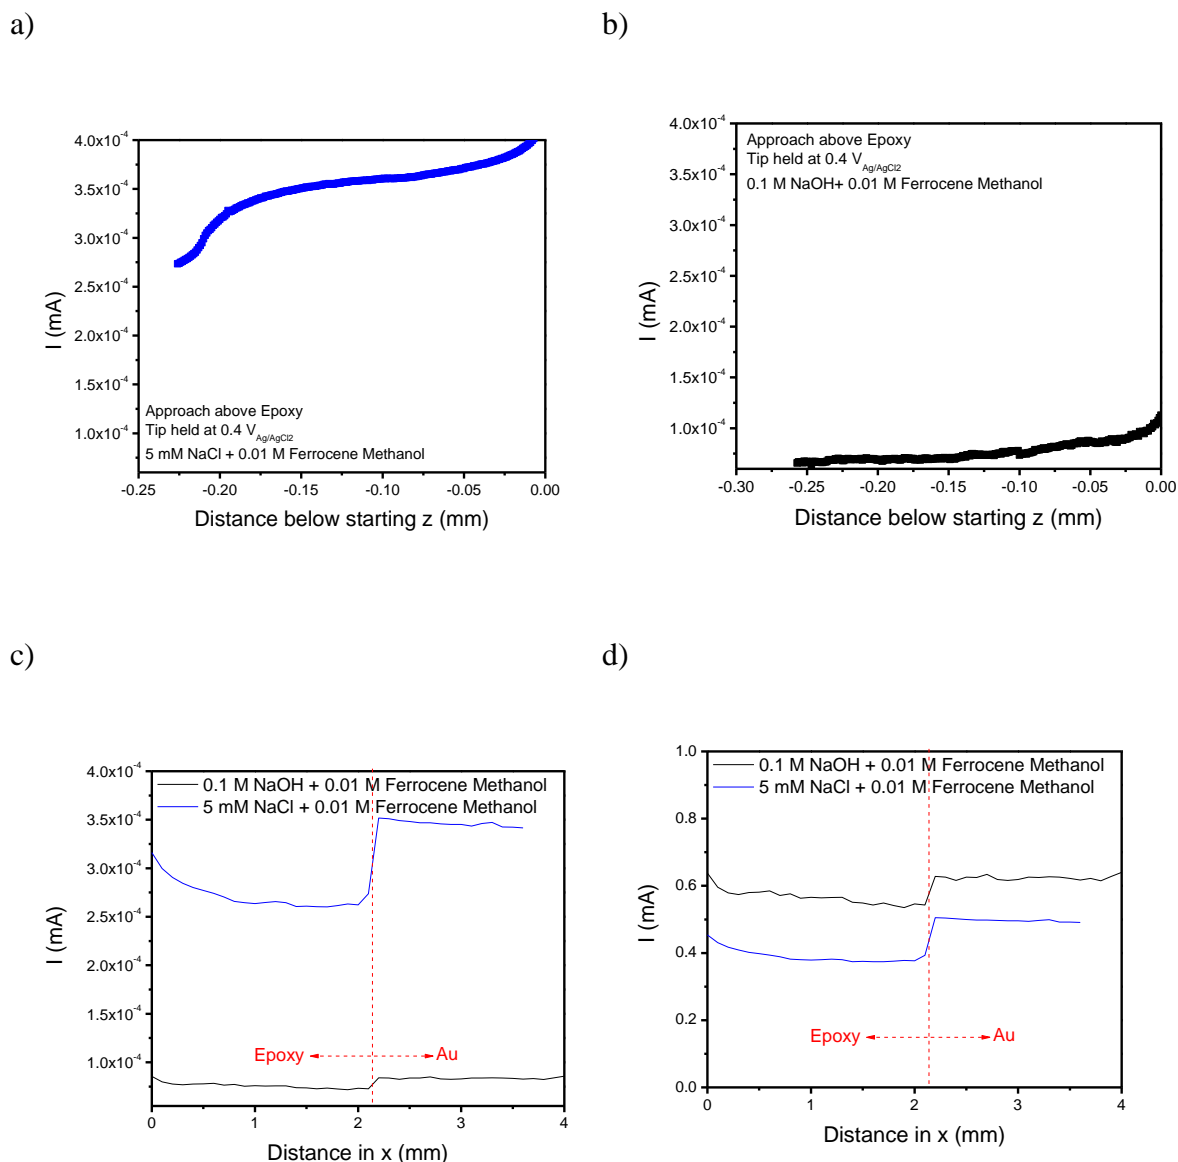 a)
b)
4.0x10⁻⁴
3.5x10⁻⁴
3.0x10⁻⁴
2.5x10⁻⁴
2.0x10⁻⁴
1.5x10⁻⁴
1.0x10⁻⁴
I (mA)
Approach above Epoxy
Tip held at 0.4 V Ag/AgCl2
5 mM NaCl + 0.01 M Ferrocene Methanol
-0.25 -0.20 -0.15 -0.10 -0.05 0.00
Distance below starting z (mm)
4.0x10⁻⁴
3.5x10⁻⁴
3.0x10⁻⁴
2.5x10⁻⁴
2.0x10⁻⁴
1.5x10⁻⁴
1.0x10⁻⁴
I (mA)
Approach above Epoxy
Tip held at 0.4 V Ag/AgCl2
0.1 M NaOH+ 0.01 M Ferrocene Methanol
-0.30 -0.25 -0.20 -0.15 -0.10 -0.05 0.00
Distance below starting z (mm)
c)
d)
4.0x10⁻⁴
3.5x10⁻⁴
3.0x10⁻⁴
2.5x10⁻⁴
2.0x10⁻⁴
1.5x10⁻⁴
1.0x10⁻⁴
I (mA)
0.1 M NaOH + 0.01 M Ferrocene Methanol
5 mM NaCl + 0.01 M Ferrocene Methanol
Epoxy Au
0 1 2 3 4
Distance in x (mm)
1.0
0.8
0.6
0.4
0.2
0.0
I (mA)
0.1 M NaOH + 0.01 M Ferrocene Methanol
5 mM NaCl + 0.01 M Ferrocene Methanol
Epoxy Au
0 1 2 3 4
Distance in x (mm)